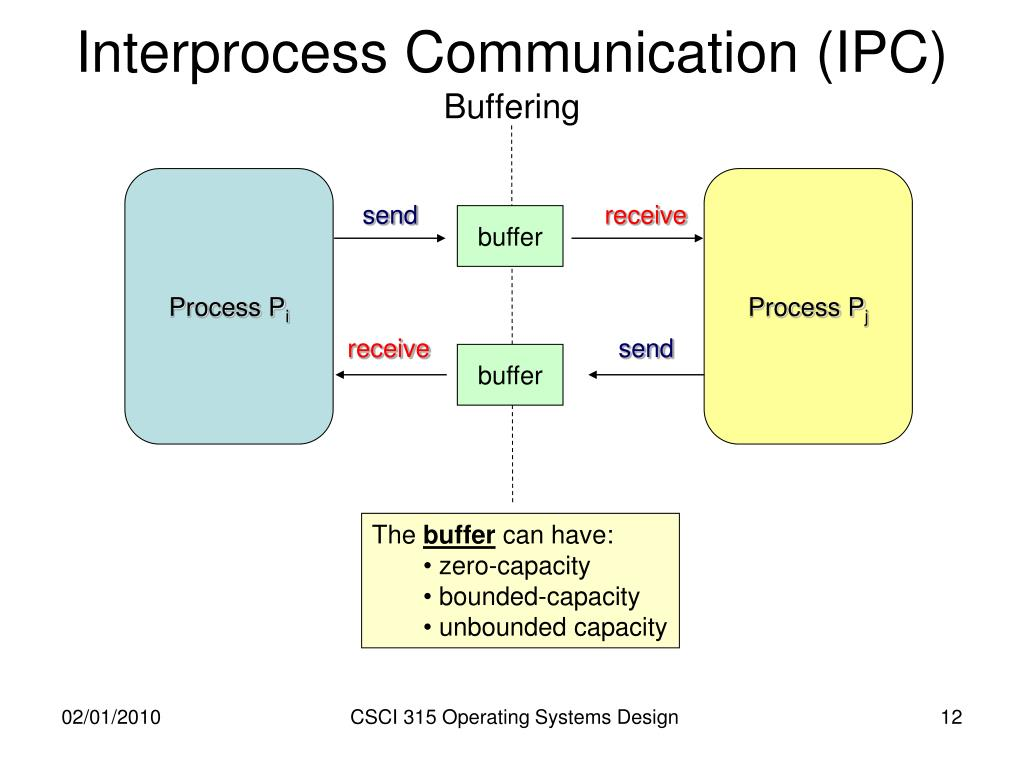 Interprocess Communication (IPC)
Buffering
send
buffer
receive
Process Pi
Process Pj
receive
buffer
send
The buffer can have:
• zero-capacity
• bounded-capacity
• unbounded capacity
02/01/2010
CSCI 315 Operating Systems Design
12